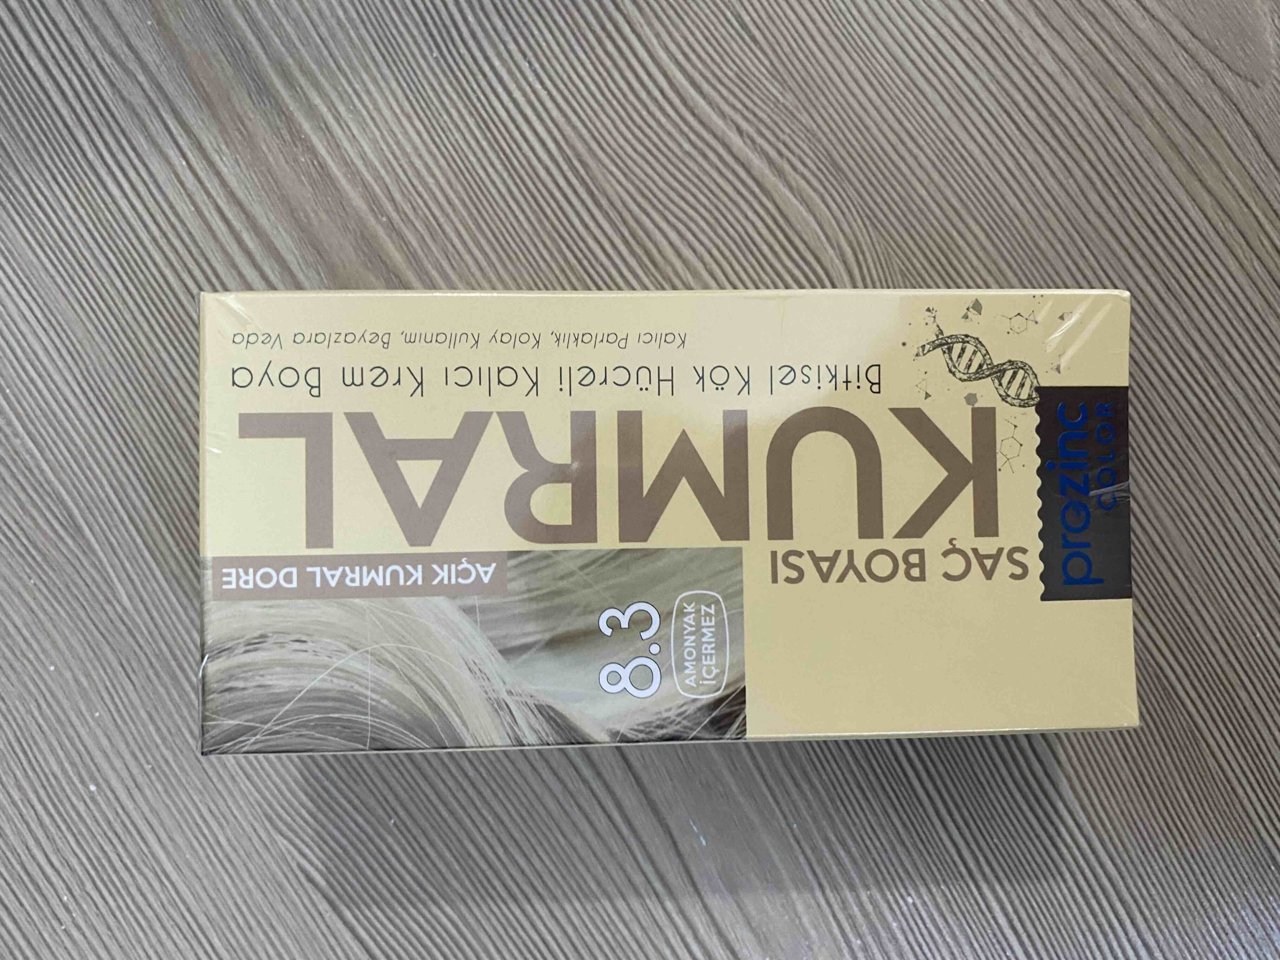 prozinc
COLOR
SAÇ BOYASI
KUMRAL
Bitkisel Kök Hücreli Kalıcı Krem Boya
Kalıcı Parlaklık, Kolay Kullanım, Beyazlara Veda
AMONYAK
İÇERMEZ
8.3
AÇIK KUMRAL DORE